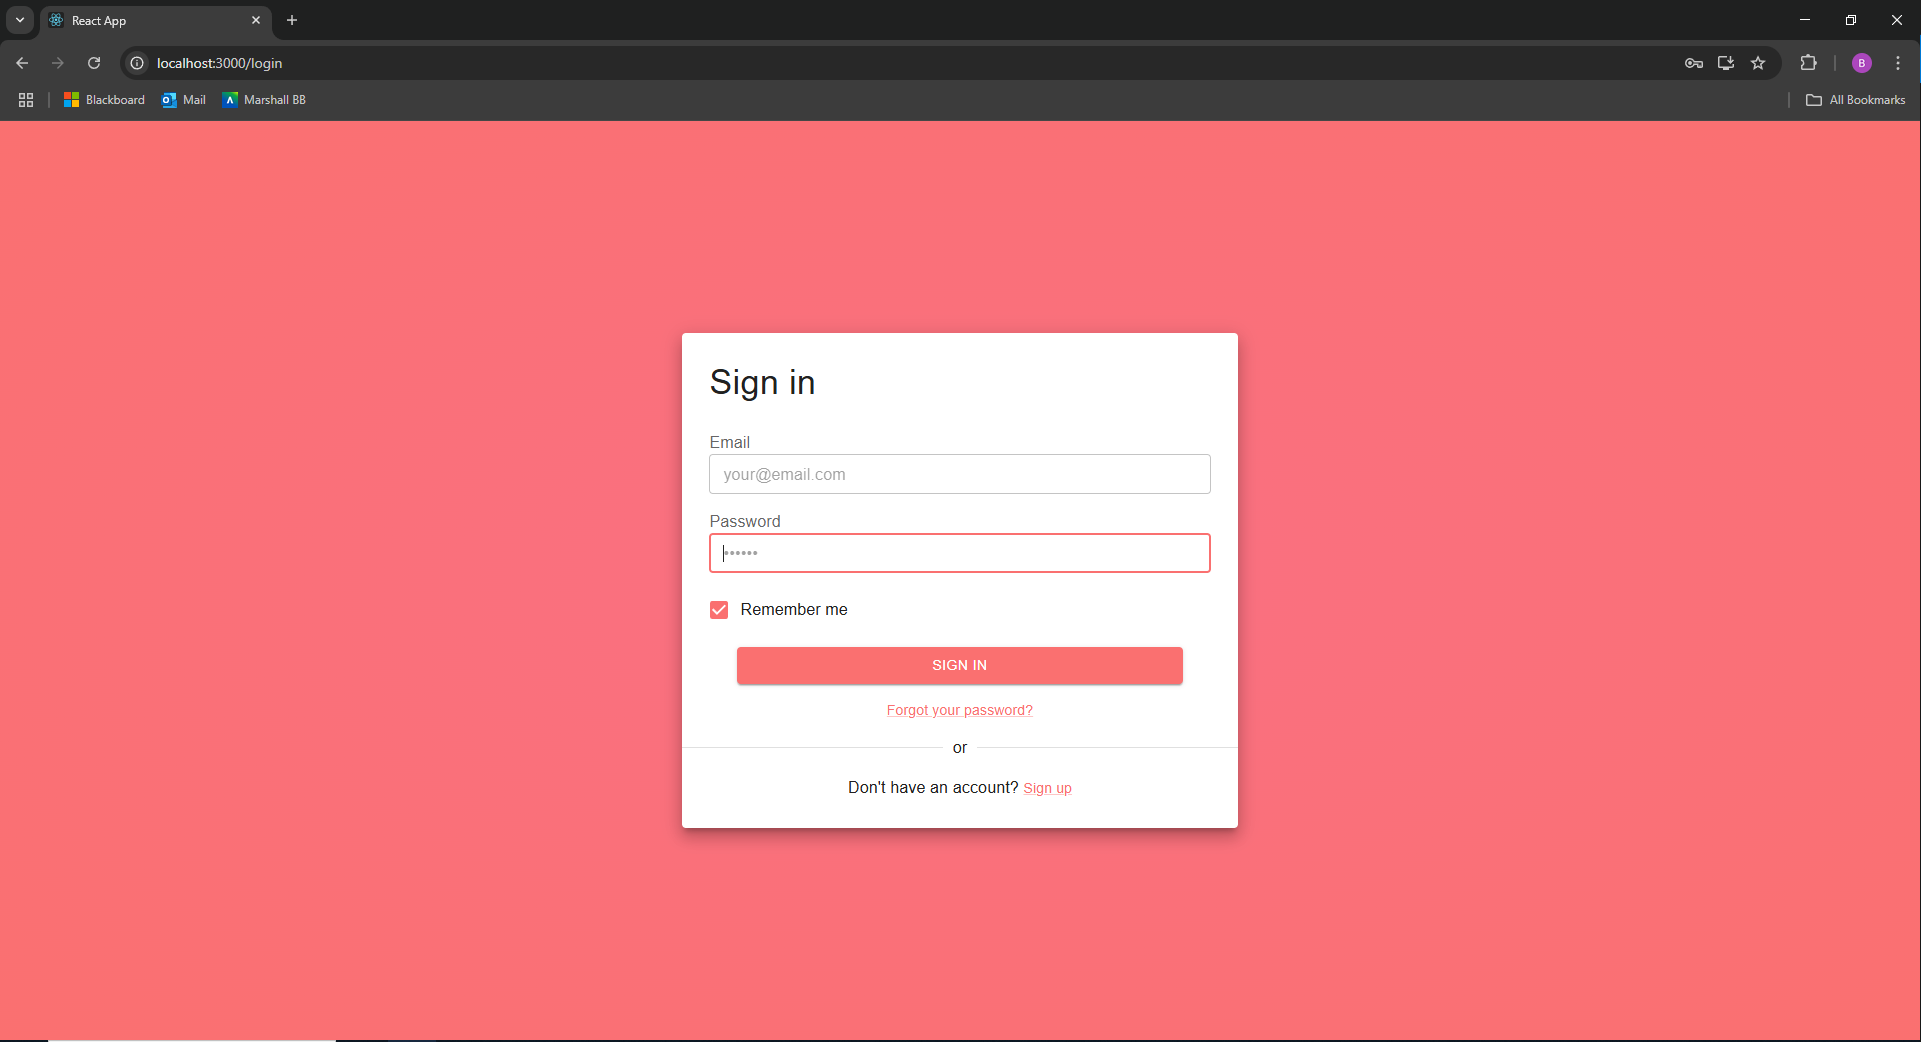 React App
localhost:3000/login
B
Blackboard
Mail
Marshall BB
All Bookmarks
Sign in
Email
your@email.com
Password
••••••
Remember me
SIGN IN
Forgot your password?
or
Don't have an account? Sign up